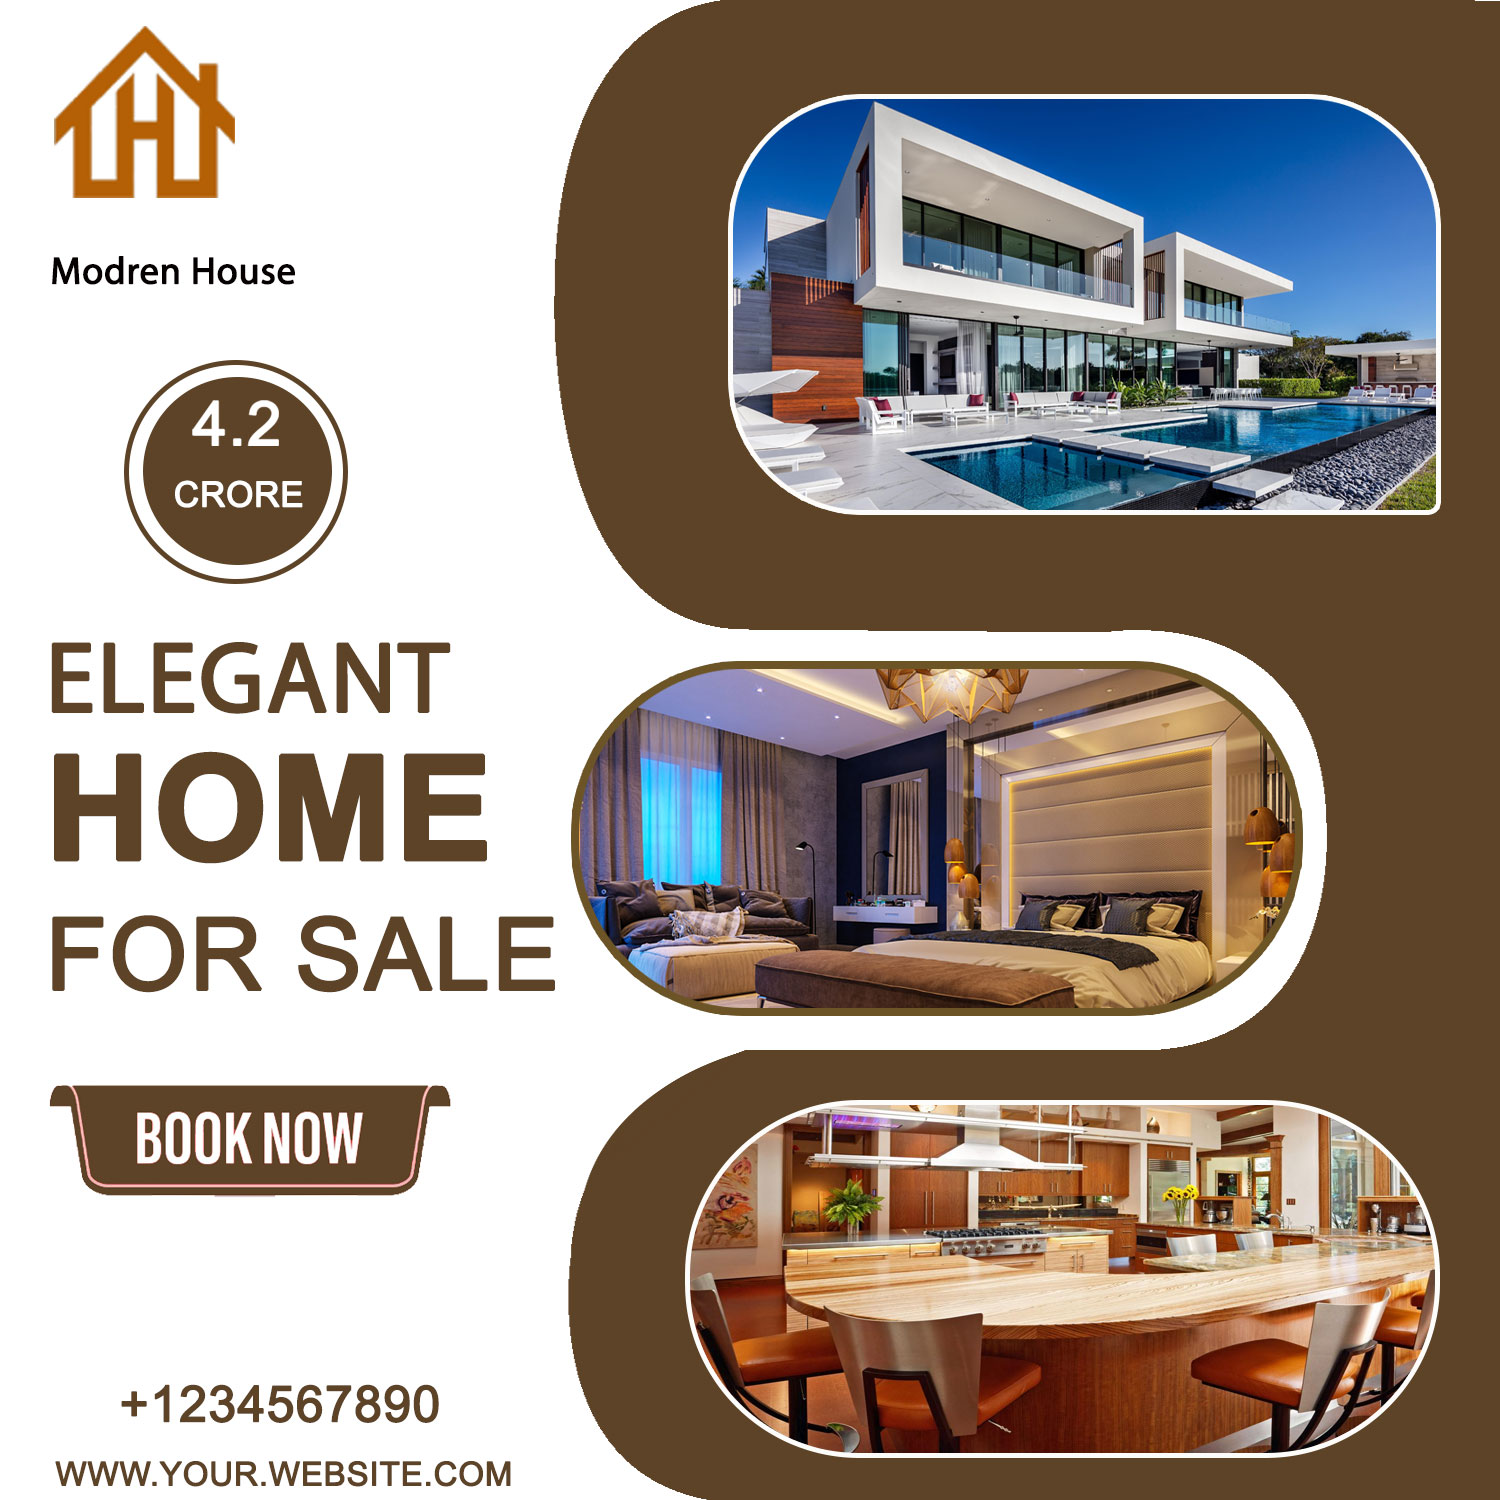 Modren House
4.2
CRORE
ELEGANT
HOME
FOR SALE
BOOK NOW
+1234567890
WWW.YOUR.WEBSITE.COM